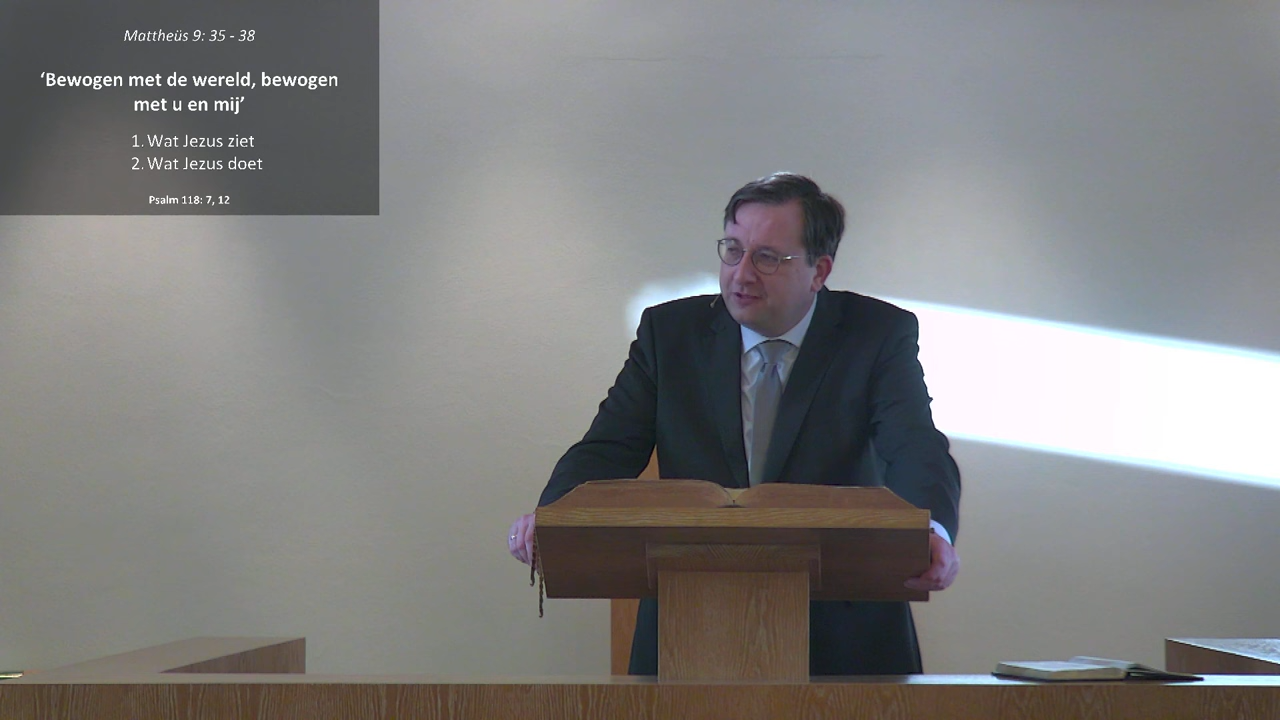 Mattheüs 9: 35 - 38
‘Bewogen met de wereld, bewogen
met u en mij’
1. Wat Jezus ziet
2. Wat Jezus doet
Psalm 118: 7, 12